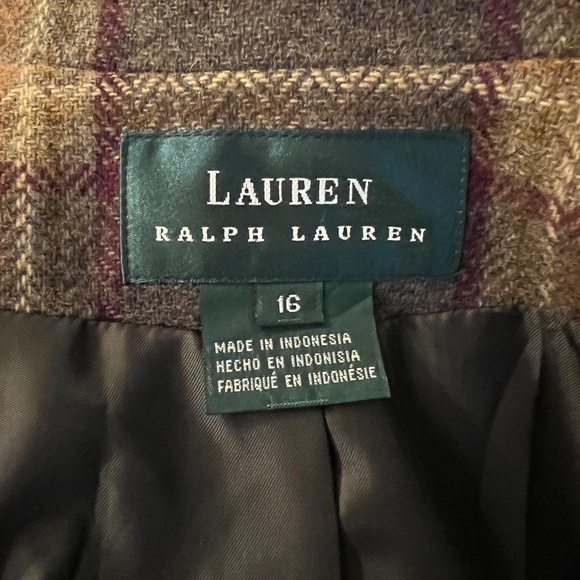 LAUREN
RALPH LAUREN
16
MADE IN INDONESIA
HECHO EN INDONISIA
FABRIQUÉ EN INDONÉSIE